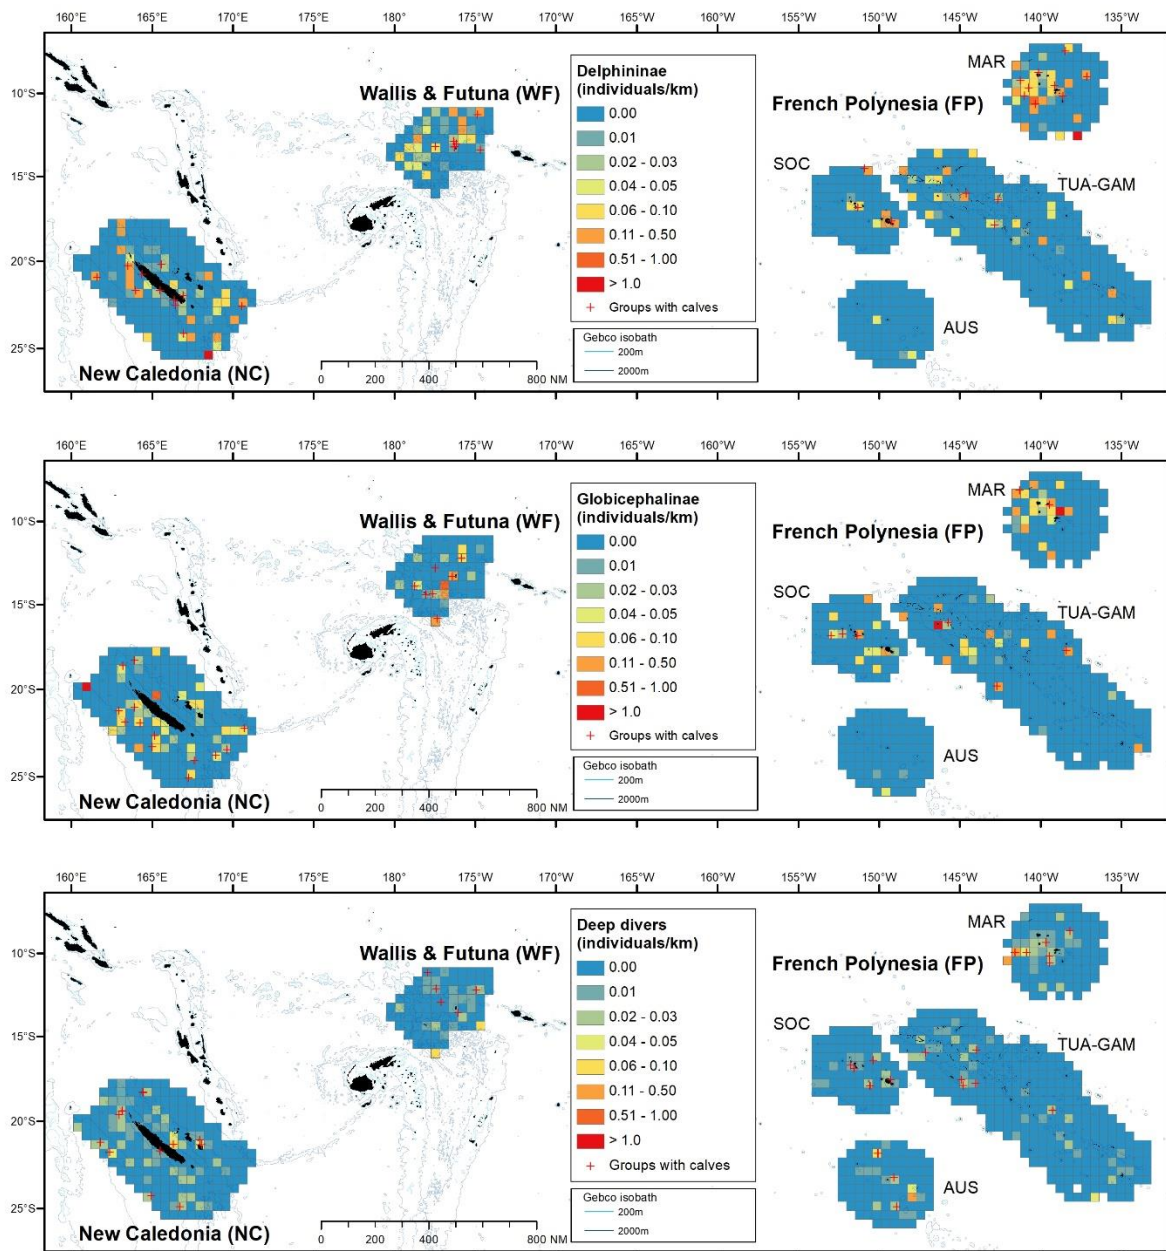 160°E 165°E 170°E 175°E 180° 175°W 170°W 165°W 160°W 155°W 150°W 145°W 140°W 135°W
10°S
15°S
20°S
25°S
Wallis & Futuna (WF)
New Caledonia (NC)
0 200 400 800 NM
Delphininae
(individuals/km)
0.00
0.01
0.02 - 0.03
0.04 - 0.05
0.06 - 0.10
0.11 - 0.50
0.51 - 1.00
> 1.0
Groups with calves
Gebco isobath
200m
2000m
MAR
French Polynesia (FP)
SOC
TUA-GAM
AUS
160°E 165°E 170°E 175°E 180° 175°W 170°W 165°W 160°W 155°W 150°W 145°W 140°W 135°W
10°S
15°S
20°S
25°S
Wallis & Futuna (WF)
New Caledonia (NC)
0 200 400 800 NM
Globicephalinae
(individuals/km)
0.00
0.01
0.02 - 0.03
0.04 - 0.05
0.06 - 0.10
0.11 - 0.50
0.51 - 1.00
> 1.0
Groups with calves
Gebco isobath
200m
2000m
MAR
French Polynesia (FP)
SOC
TUA-GAM
AUS
160°E 165°E 170°E 175°E 180° 175°W 170°W 165°W 160°W 155°W 150°W 145°W 140°W 135°W
10°S
15°S
20°S
25°S
Wallis & Futuna (WF)
New Caledonia (NC)
0 200 400 800 NM
Deep divers
(individuals/km)
0.00
0.01
0.02 - 0.03
0.04 - 0.05
0.06 - 0.10
0.11 - 0.50
0.51 - 1.00
> 1.0
Groups with calves
Gebco isobath
200m
2000m
MAR
French Polynesia (FP)
SOC
TUA-GAM
AUS